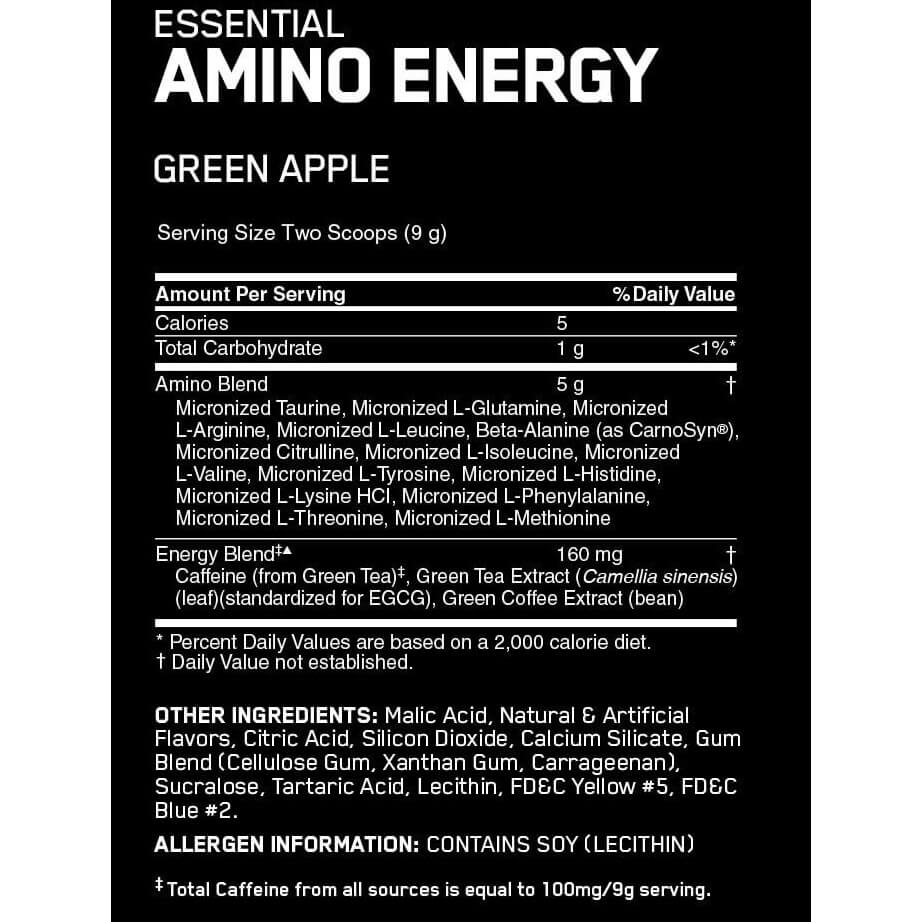 ESSENTIAL
AMINO ENERGY
GREEN APPLE
Serving Size Two Scoops (9 g)
Amount Per Serving %Daily Value
Calories 5
Total Carbohydrate 1 g <1%*
Amino Blend 5 g †
Micronized Taurine, Micronized L-Glutamine, Micronized
L-Arginine, Micronized L-Leucine, Beta-Alanine (as CarnoSyn®),
Micronized Citrulline, Micronized L-Isoleucine, Micronized
L-Valine, Micronized L-Tyrosine, Micronized L-Histidine,
Micronized L-Lysine HCl, Micronized L-Phenylalanine,
Micronized L-Threonine, Micronized L-Methionine
Energy Blend‡▲ 160 mg †
Caffeine (from Green Tea)‡, Green Tea Extract (Camellia sinensis)
(leaf)(standardized for EGCG), Green Coffee Extract (bean)
* Percent Daily Values are based on a 2,000 calorie diet.
† Daily Value not established.
OTHER INGREDIENTS: Malic Acid, Natural & Artificial
Flavors, Citric Acid, Silicon Dioxide, Calcium Silicate, Gum
Blend (Cellulose Gum, Xanthan Gum, Carrageenan),
Sucralose, Tartaric Acid, Lecithin, FD&C Yellow #5, FD&C
Blue #2.
ALLERGEN INFORMATION: CONTAINS SOY (LECITHIN)
‡Total Caffeine from all sources is equal to 100mg/9g serving.